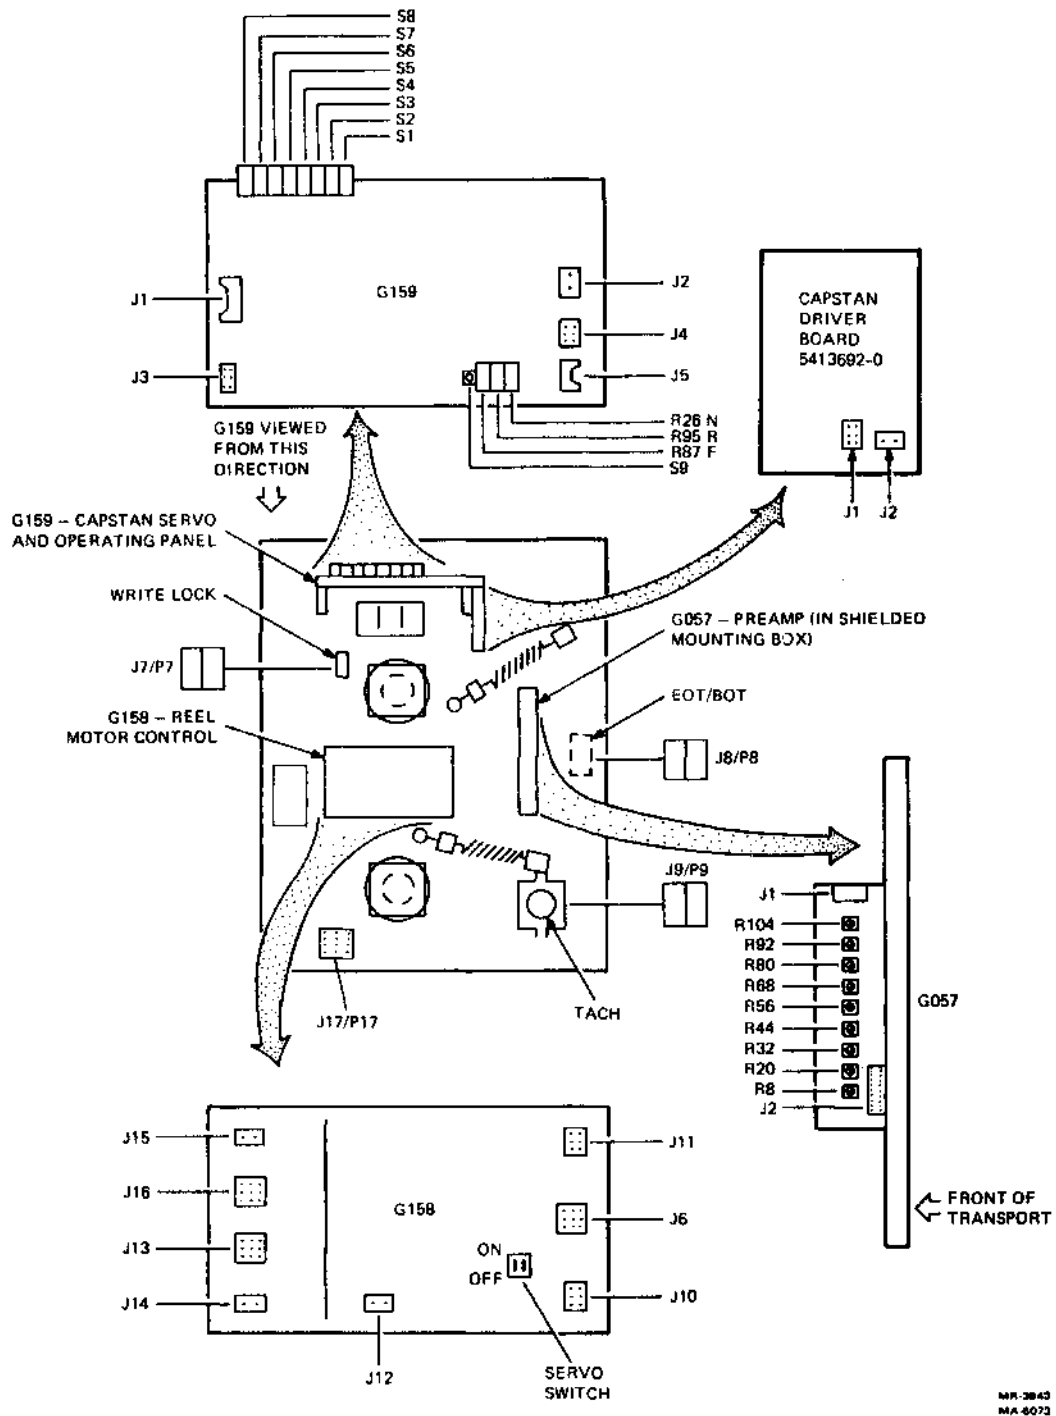 S8
S7
S6
S5
S4
S3
S2
S1
J1
G159
J2
J4
J3
J5
R26 N
R95 R
R87 F
S9
CAPSTAN
DRIVER
BOARD
5413692-0
J1
J2
G159 VIEWED
FROM THIS
DIRECTION
G159 – CAPSTAN SERVO
AND OPERATING PANEL
WRITE LOCK
J7/P7
G158 – REEL
MOTOR CONTROL
G057 – PREAMP (IN SHIELDED
MOUNTING BOX)
EOT/BOT
J8/P8
J9/P9
TACH
J17/P17
J1
R104
R92
R80
R68
R56
R44
R32
R20
R8
J2
G057
FRONT OF
TRANSPORT
J15
J16
J13
J14
G158
J11
J6
ON
OFF
J10
J12
SERVO
SWITCH
MR-3943
MA-6073